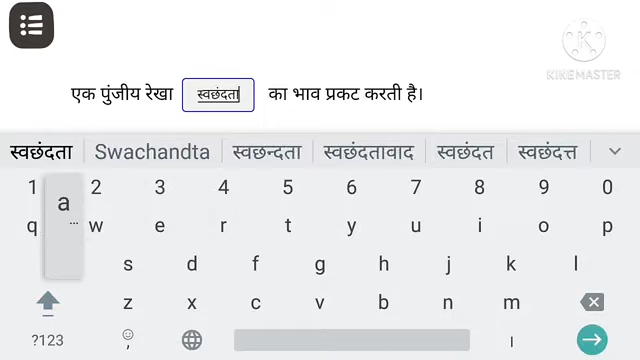 KINEMASTER
एक पुंजीय रेखा स्वछंदता का भाव प्रकट करती है।
स्वछंदता Swachandta स्वछन्दता स्वछंदतावाद स्वछंदत स्वछंदत्त
1 2 3 4 5 6 7 8 9 0
a
q w e r t y u i o p
s d f g h j k l
z x c v b n m
?123 , ।